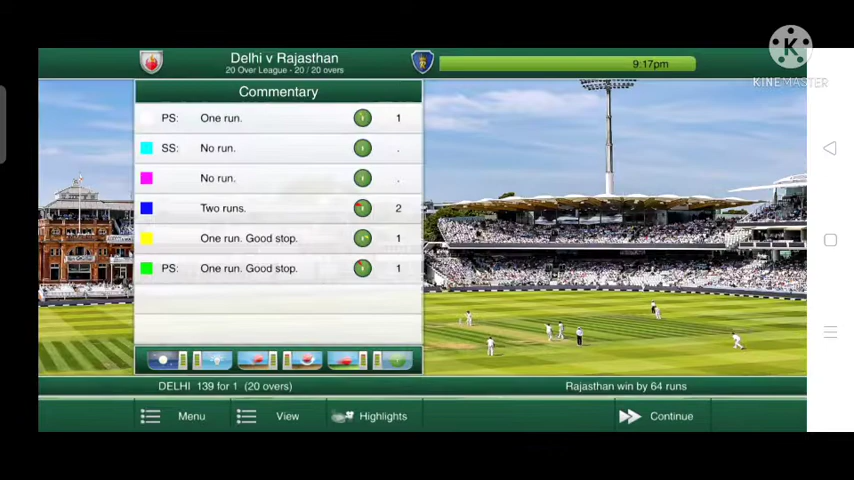 Delhi v Rajasthan
20 Over League - 20 / 20 overs
9:17pm
K
KINEMASTER
Commentary
PS: One run. 1
SS: No run. .
No run. .
Two runs. 2
One run. Good stop. 1
PS: One run. Good stop. 1
DELHI 139 for 1 (20 overs)
Rajasthan win by 64 runs
Menu
View
Highlights
Continue